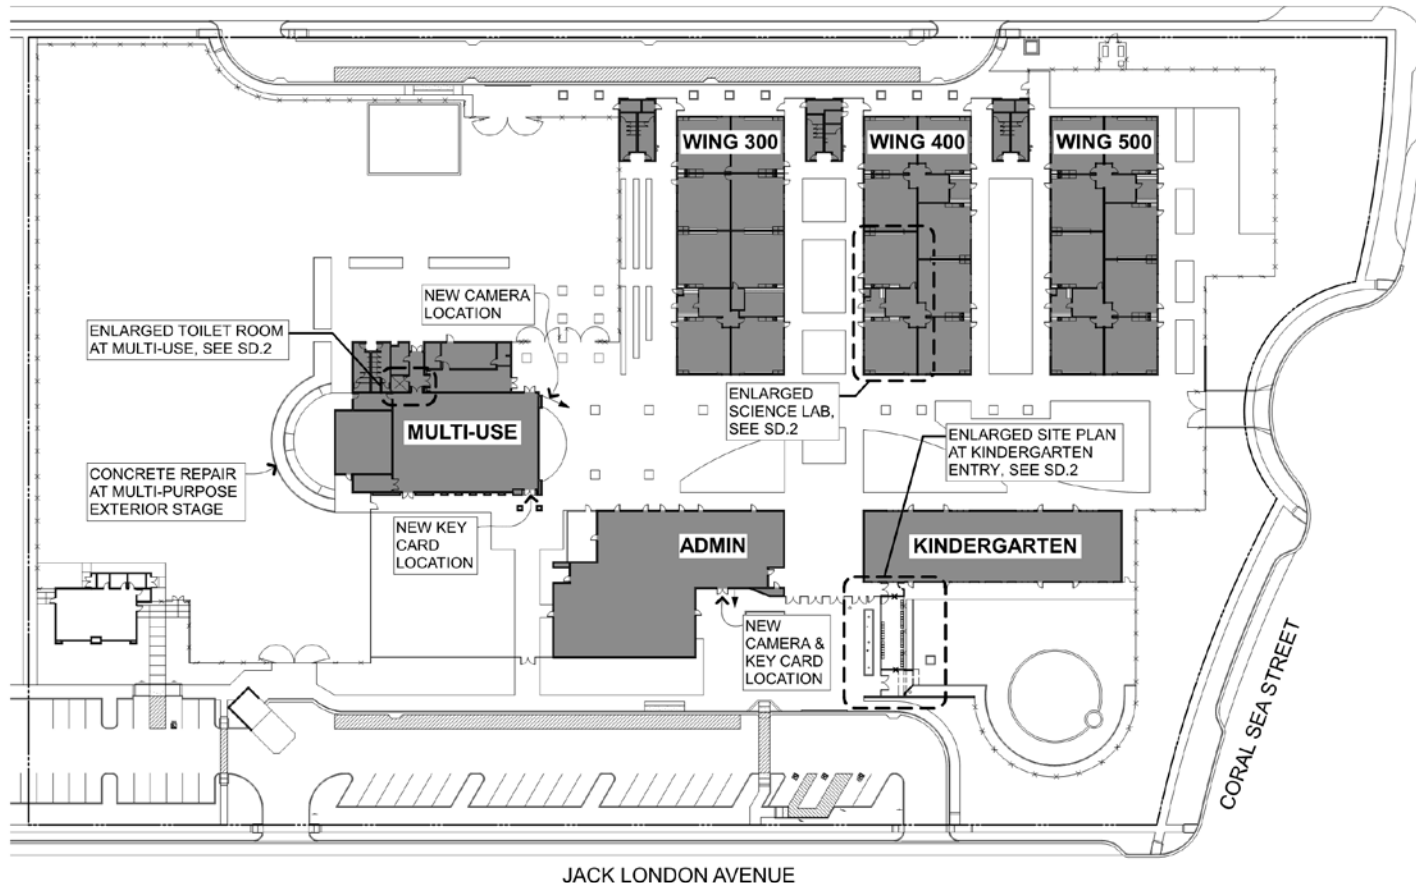 WING 300
WING 400
WING 500
NEW CAMERA
LOCATION
ENLARGED TOILET ROOM
AT MULTI-USE, SEE SD.2
ENLARGED
SCIENCE LAB,
SEE SD.2
MULTI-USE
ENLARGED SITE PLAN
AT KINDERGARTEN
ENTRY, SEE SD.2
CONCRETE REPAIR
AT MULTI-PURPOSE
EXTERIOR STAGE
NEW KEY
CARD
LOCATION
ADMIN
KINDERGARTEN
NEW
CAMERA &
KEY CARD
LOCATION
CORAL SEA STREET
JACK LONDON AVENUE